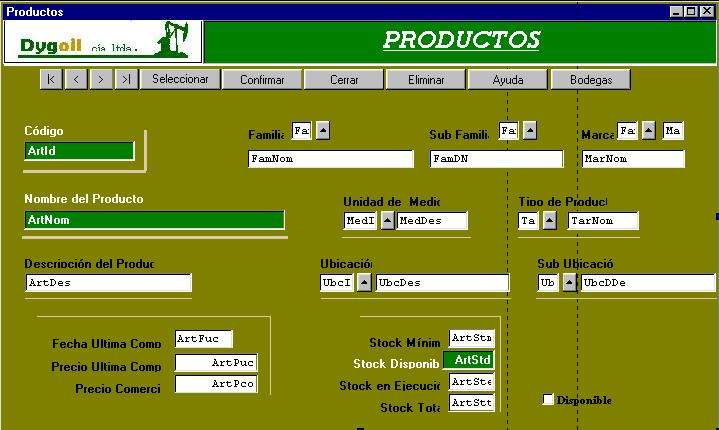 Productos
Dygoil cía ltda.
PRODUCTOS
|< < > >| Seleccionar Confirmar Cerrar Eliminar Ayuda Bodegas
Código Familia Fa Sub Familia Fa Marca Fa Ma
ArtId FamNom FamDN MarNom
Nombre del Producto Unidad de Medic Tipo de Product
ArtNom MedI MedDes Ta TarNom
Descripción del Produc Ubicación Sub Ubicació
ArtDes UbcI UbcDes Ub UbcDDe
Fecha Ultima Comp ArtFuc Stock Mínim ArtStm
Precio Ultima Comp ArtPuc Stock Disponib ArtStd
Precio Comerci ArtPco Stock en Ejecució ArtSte
Stock Tota ArtStt
Disponible